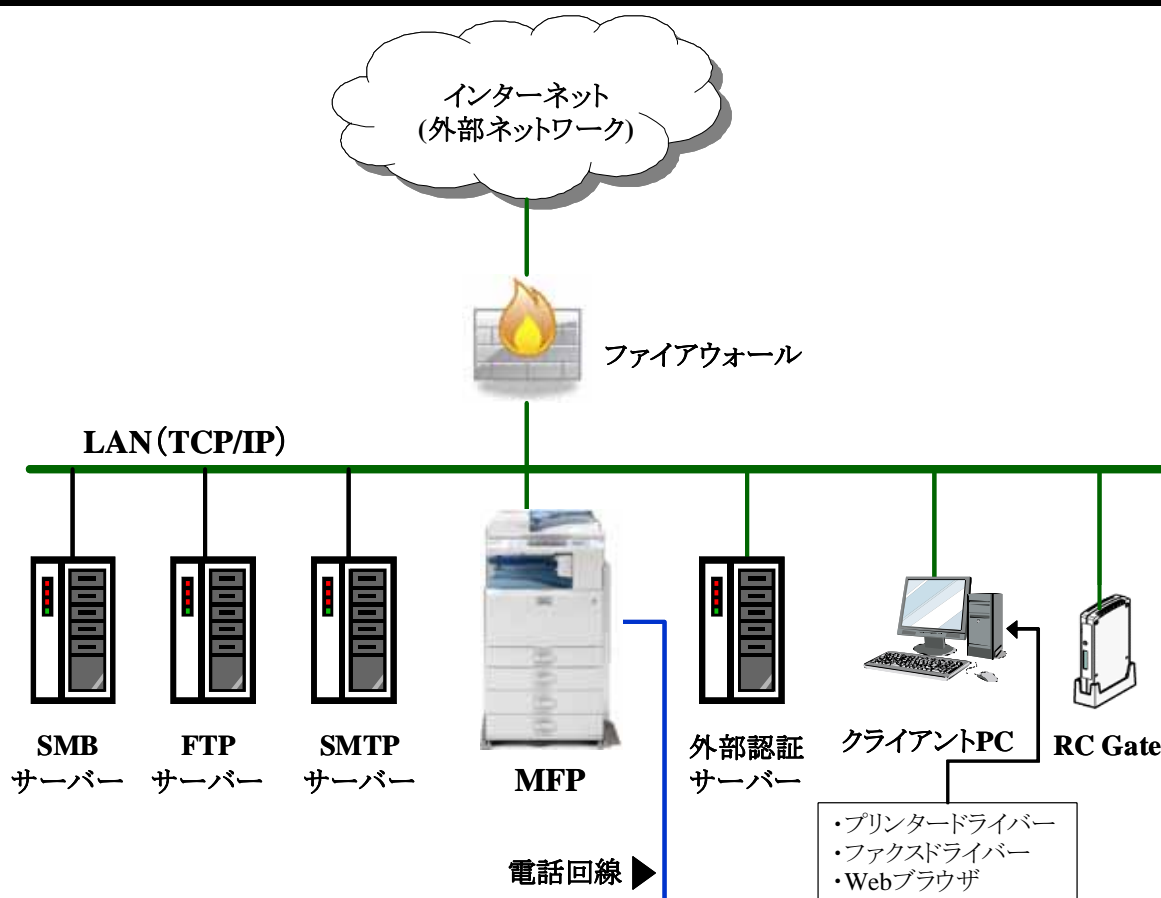 インターネット
(外部ネットワーク)
ファイアウォール
LAN（TCP/IP）
SMB
サーバー
FTP
サーバー
SMTP
サーバー
MFP
外部認証
サーバー
クライアントPC
RC Gate
電話回線
・プリンタードライバー
・ファクスドライバー
・Webブラウザ